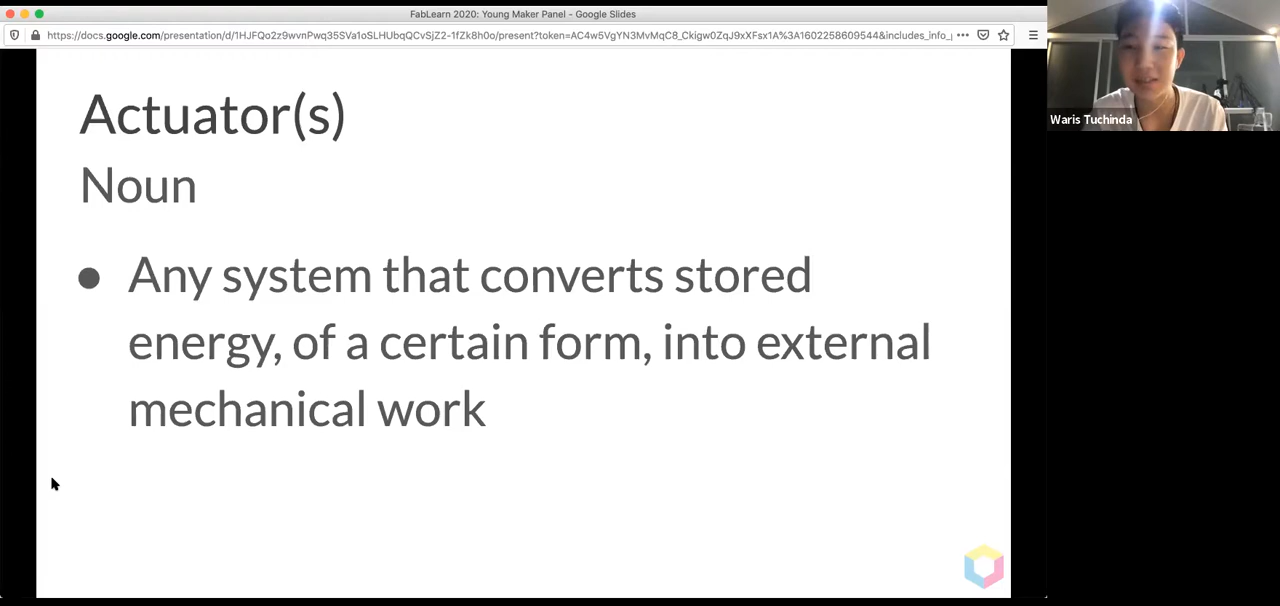 FabLearn 2020: Young Maker Panel - Google Slides
https://docs.google.com/presentation/d/1HJFQo2z9wvnPwq35SVa1oSLHUbqQCvSjZ2-1fZk8h0o/present?token=AC4w5VgYN3MvMqC8_Ckigw0ZqJ9xXFsx1A%3A1602258609544&includes_info_
Waris Tuchinda
Actuator(s)
Noun
● Any system that converts stored
energy, of a certain form, into external
mechanical work